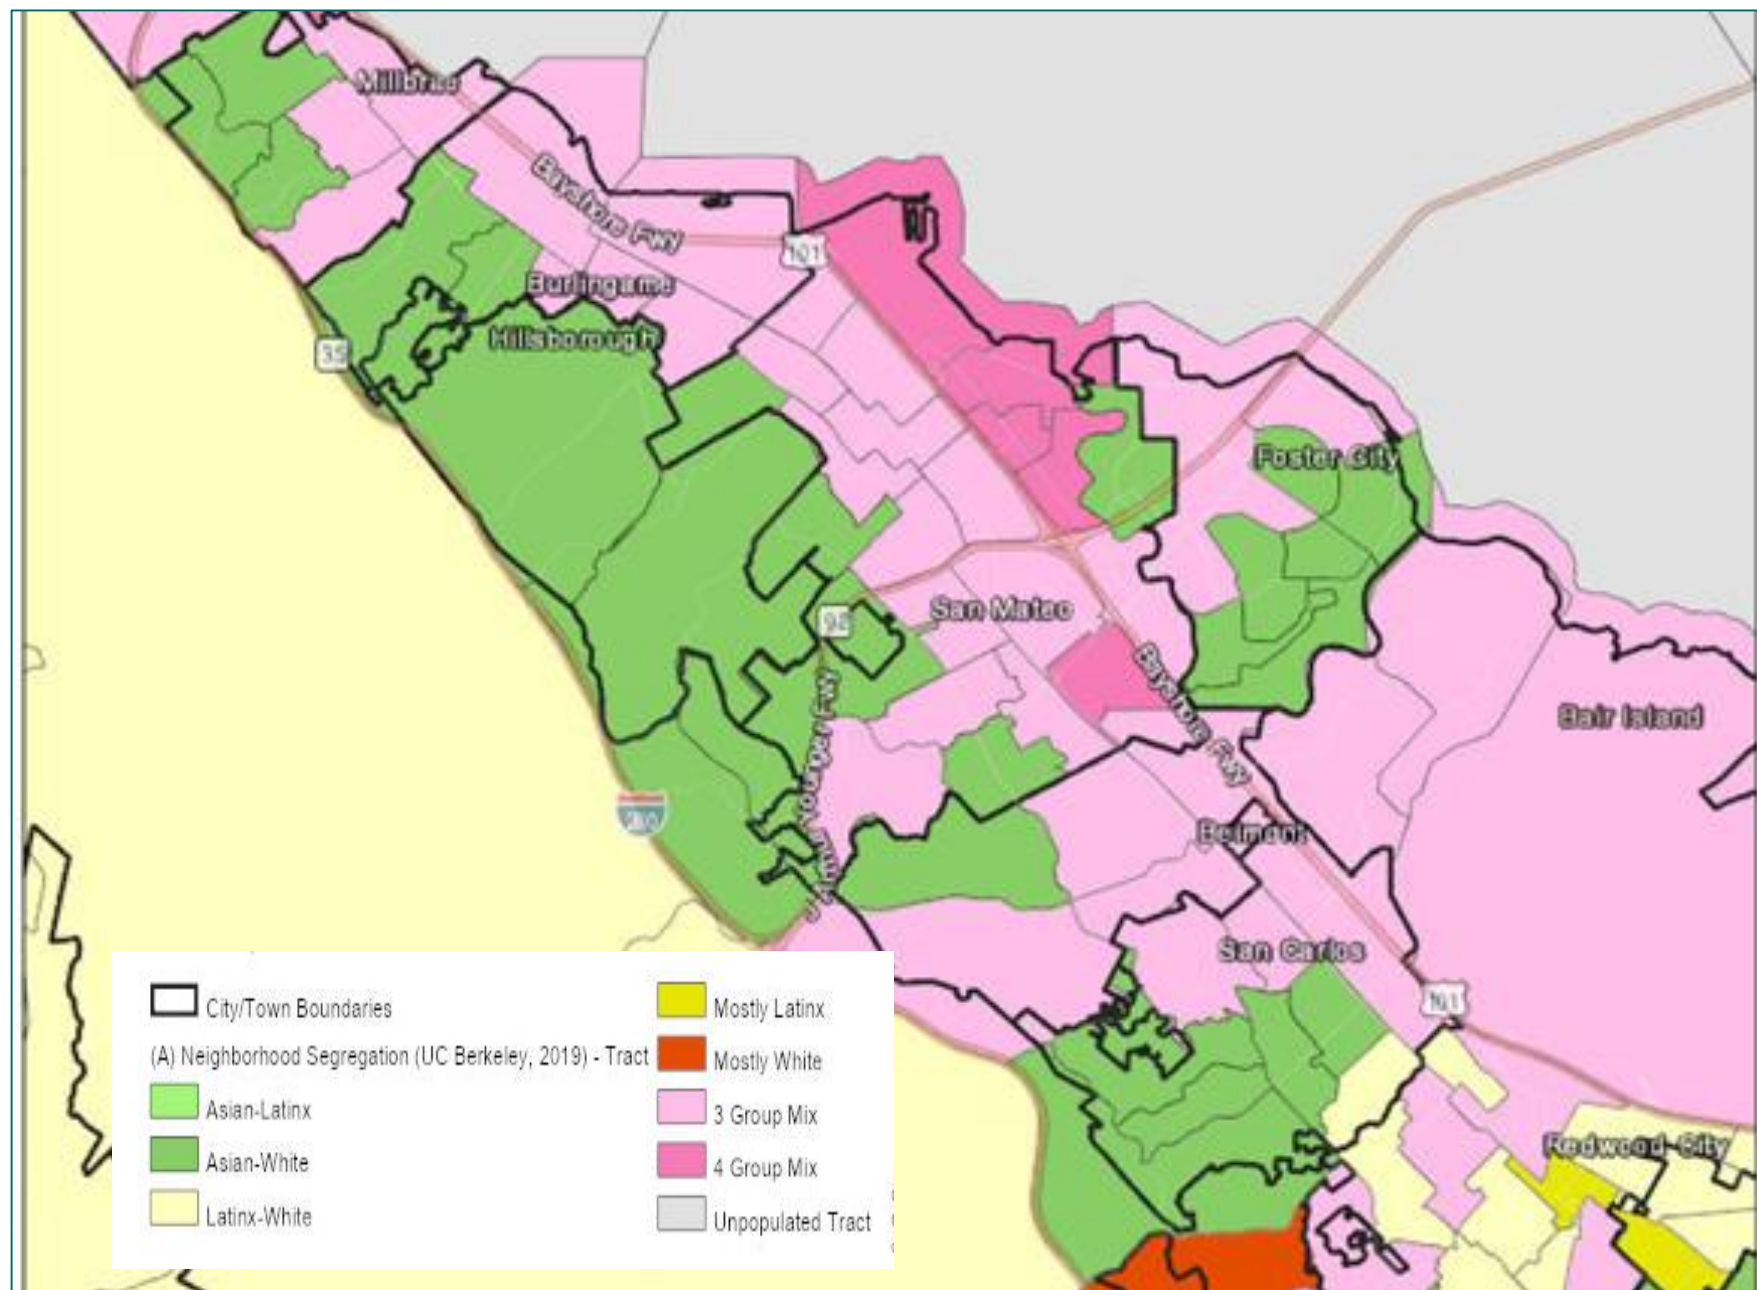 Millbrae
Bayshore Fwy
101
Burlingame
Hillsborough
35
Foster City
92
San Mateo
Bayshore Fwy
Bair Island
280
Belmont
San Carlos
101
Redwood City
City/Town Boundaries
(A) Neighborhood Segregation (UC Berkeley, 2019) - Tract
Asian-Latinx
Asian-White
Latinx-White
Mostly Latinx
Mostly White
3 Group Mix
4 Group Mix
Unpopulated Tract